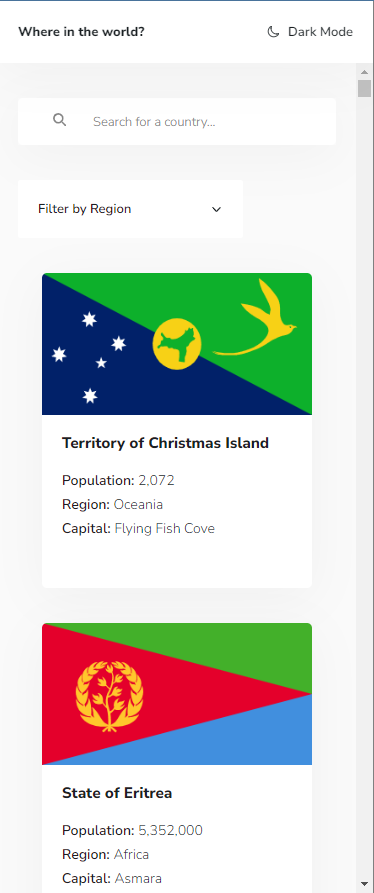 Where in the world?
Dark Mode
Search for a country...
Filter by Region
Territory of Christmas Island
Population: 2,072
Region: Oceania
Capital: Flying Fish Cove
State of Eritrea
Population: 5,352,000
Region: Africa
Capital: Asmara